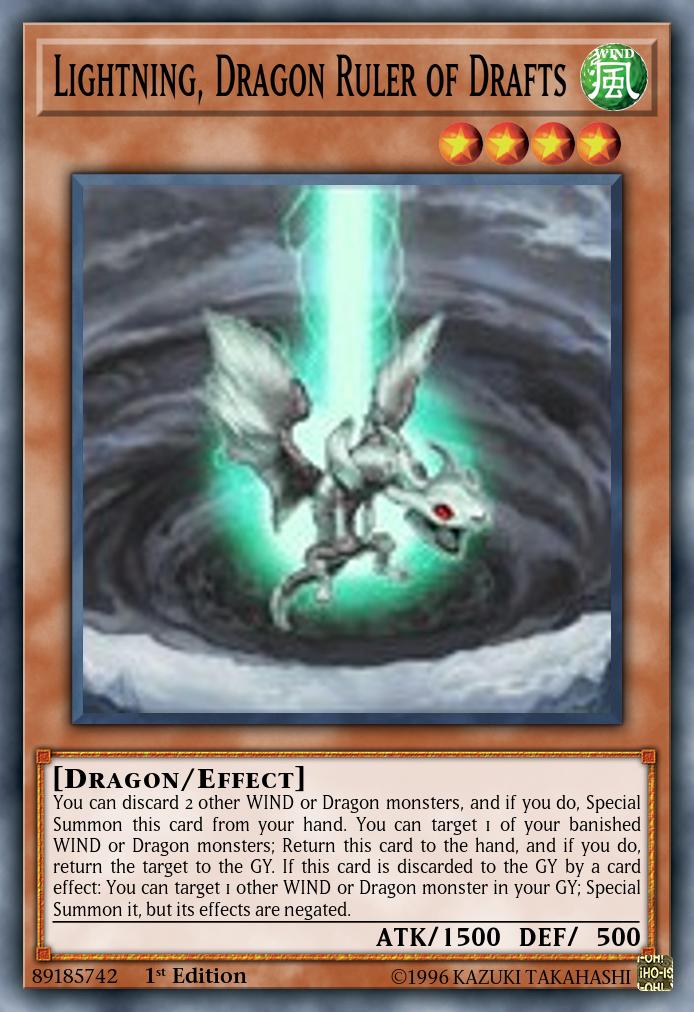 LIGHTNING, DRAGON RULER OF DRAFTS
WIND
風
[DRAGON/EFFECT]
You can discard 2 other WIND or Dragon monsters, and if you do, Special
Summon this card from your hand. You can target 1 of your banished
WIND or Dragon monsters; Return this card to the hand, and if you do,
return the target to the GY. If this card is discarded to the GY by a card
effect: You can target 1 other WIND or Dragon monster in your GY; Special
Summon it, but its effects are negated.
ATK/1500 DEF/ 500
89185742 1st Edition ©1996 KAZUKI TAKAHASHI